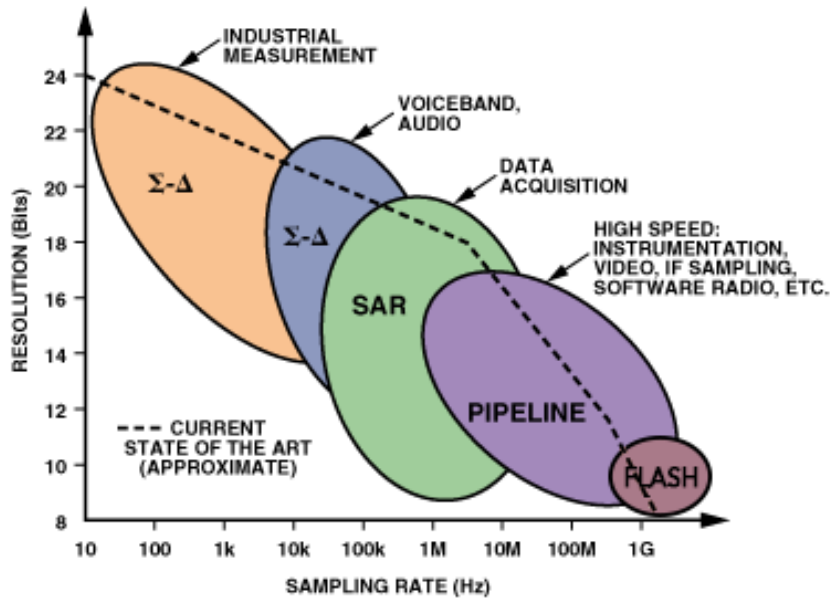 INDUSTRIAL
MEASUREMENT
VOICEBAND,
AUDIO
DATA
ACQUISITION
HIGH SPEED:
INSTRUMENTATION,
VIDEO, IF SAMPLING,
SOFTWARE RADIO, ETC.
24
22
20
18
16
14
12
10
8
RESOLUTION (Bits)
Σ-Δ
Σ-Δ
SAR
PIPELINE
FLASH
CURRENT
STATE OF THE ART
(APPROXIMATE)
10 100 1k 10k 100k 1M 10M 100M 1G
SAMPLING RATE (Hz)